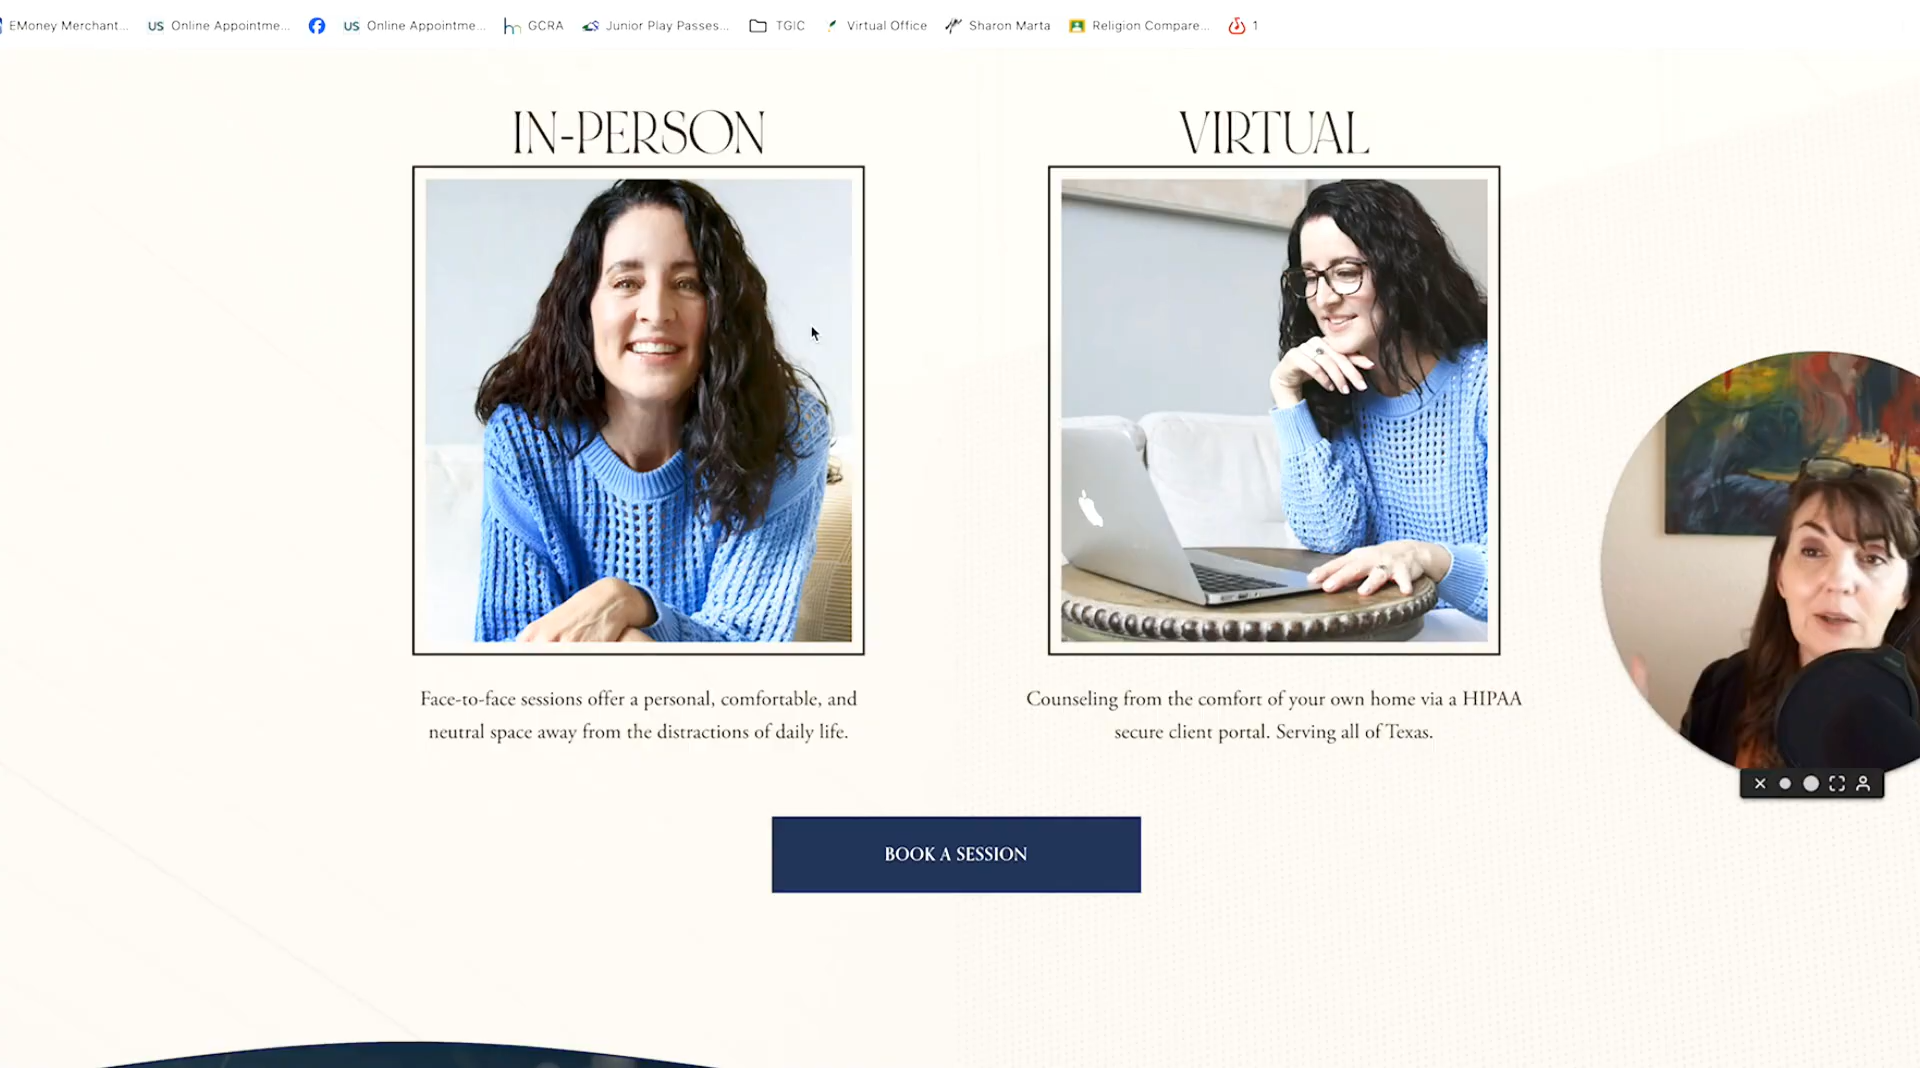 EMoney Merchant... US Online Appointme... US Online Appointme... GCRA Junior Play Passes... TGIC Virtual Office Sharon Marta Religion Compare... 1
IN-PERSON
VIRTUAL
Face-to-face sessions offer a personal, comfortable, and
neutral space away from the distractions of daily life.
Counseling from the comfort of your own home via a HIPAA
secure client portal. Serving all of Texas.
BOOK A SESSION